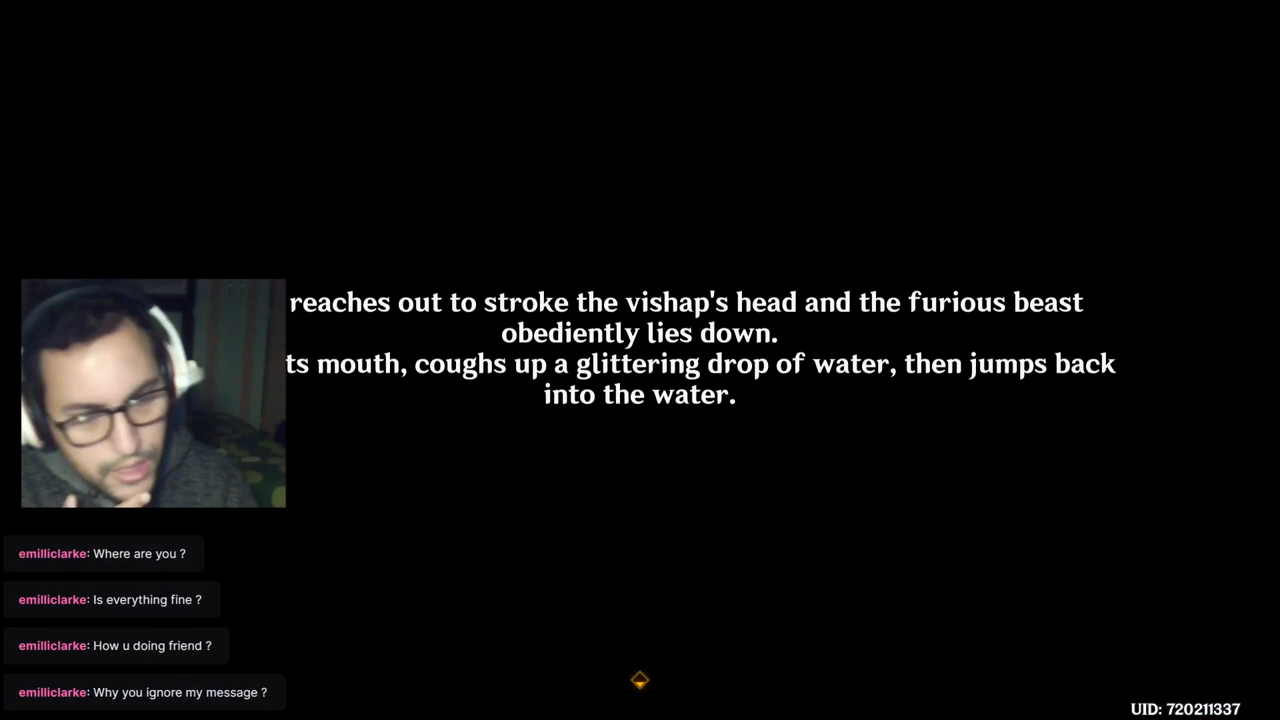 reaches out to stroke the vishap's head and the furious beast
obediently lies down.
ts mouth, coughs up a glittering drop of water, then jumps back
into the water.
emilliclarke: Where are you ?
emilliclarke: Is everything fine ?
emilliclarke: How u doing friend ?
emilliclarke: Why you ignore my message ?
UID: 720211337